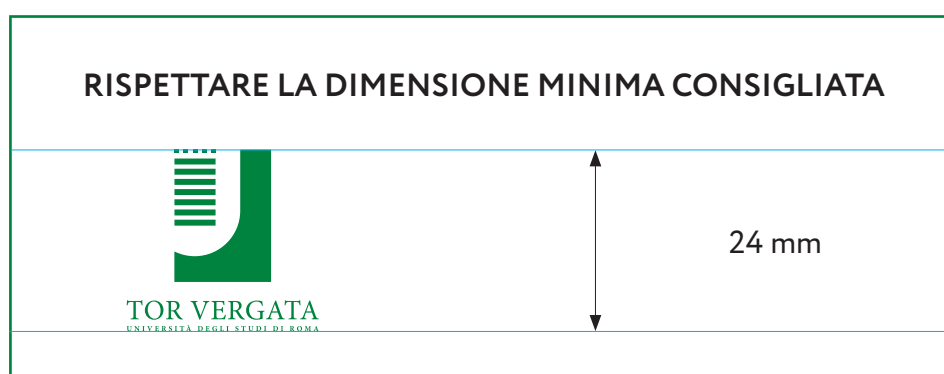 RISPETTARE LA DIMENSIONE MINIMA CONSIGLIATA
24 mm
TOR VERGATA
UNIVERSITÀ DEGLI STUDI DI ROMA